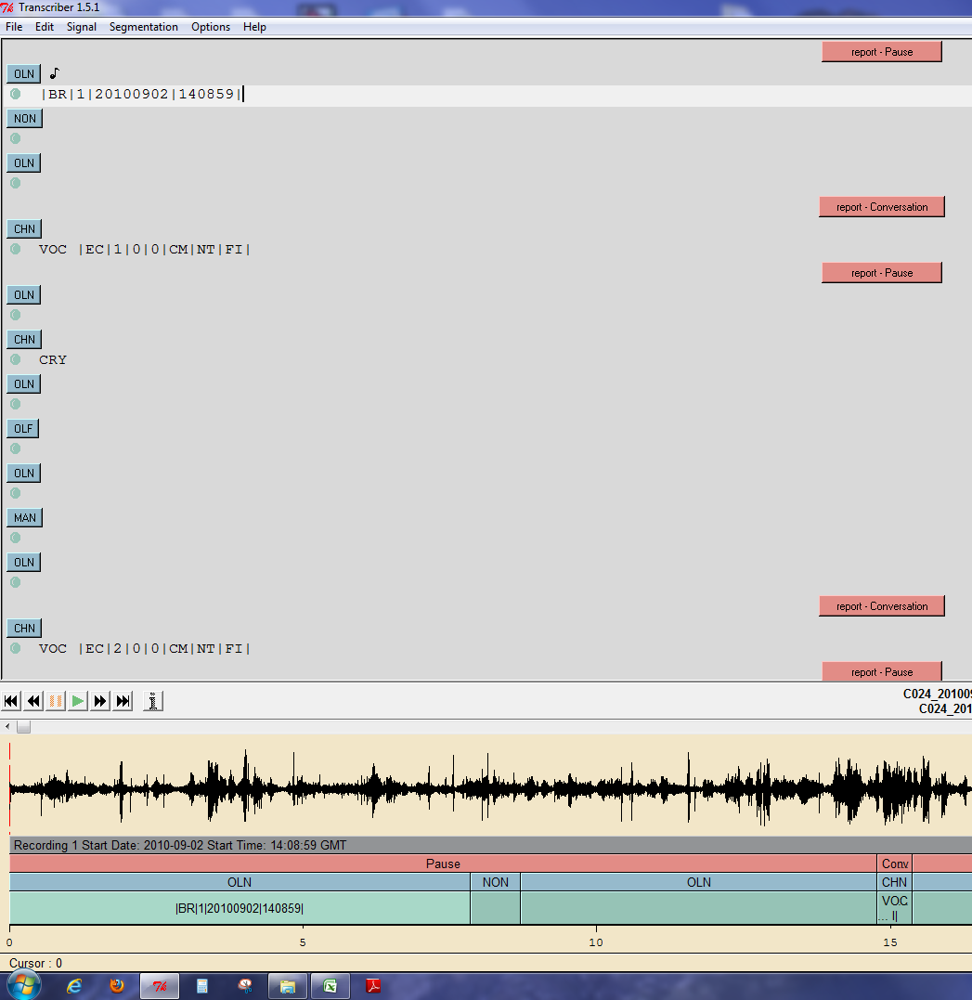 Transcriber 1.5.1
File Edit Signal Segmentation Options Help
report - Pause
OLN
|BR|1|20100902|140859|
NON
OLN
report - Conversation
CHN
VOC |EC|1|0|0|CM|NT|FI|
report - Pause
OLN
CHN
CRY
OLN
OLF
OLN
MAN
OLN
report - Conversation
CHN
VOC |EC|2|0|0|CM|NT|FI|
report - Pause
C024_201009
C024_201
Recording 1 Start Date: 2010-09-02 Start Time: 14:08:59 GMT
Pause Conv
OLN NON OLN CHN
|BR|1|20100902|140859| VOC
... I|
0 5 10 15
Cursor : 0